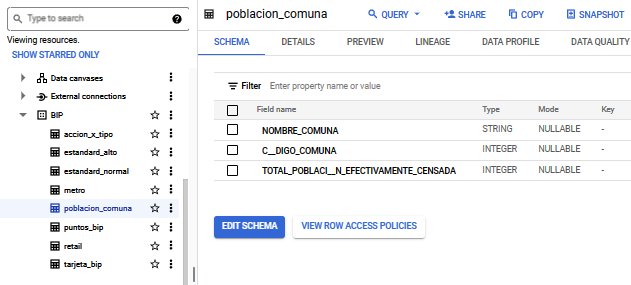 Type to search
Viewing resources.
SHOW STARRED ONLY
Data canvases
External connections
BIP
accion_x_tipo
estandard_alto
estandard_normal
metro
poblacion_comuna
puntos_bip
retail
tarjeta_bip
poblacion_comuna
QUERY
SHARE
COPY
SNAPSHOT
SCHEMA DETAILS PREVIEW LINEAGE DATA PROFILE DATA QUALITY
Filter Enter property name or value
Field name Type Mode Key
NOMBRE_COMUNA STRING NULLABLE -
C__DIGO_COMUNA INTEGER NULLABLE -
TOTAL_POBLACI__N_EFECTIVAMENTE_CENSADA INTEGER NULLABLE -
EDIT SCHEMA VIEW ROW ACCESS POLICIES